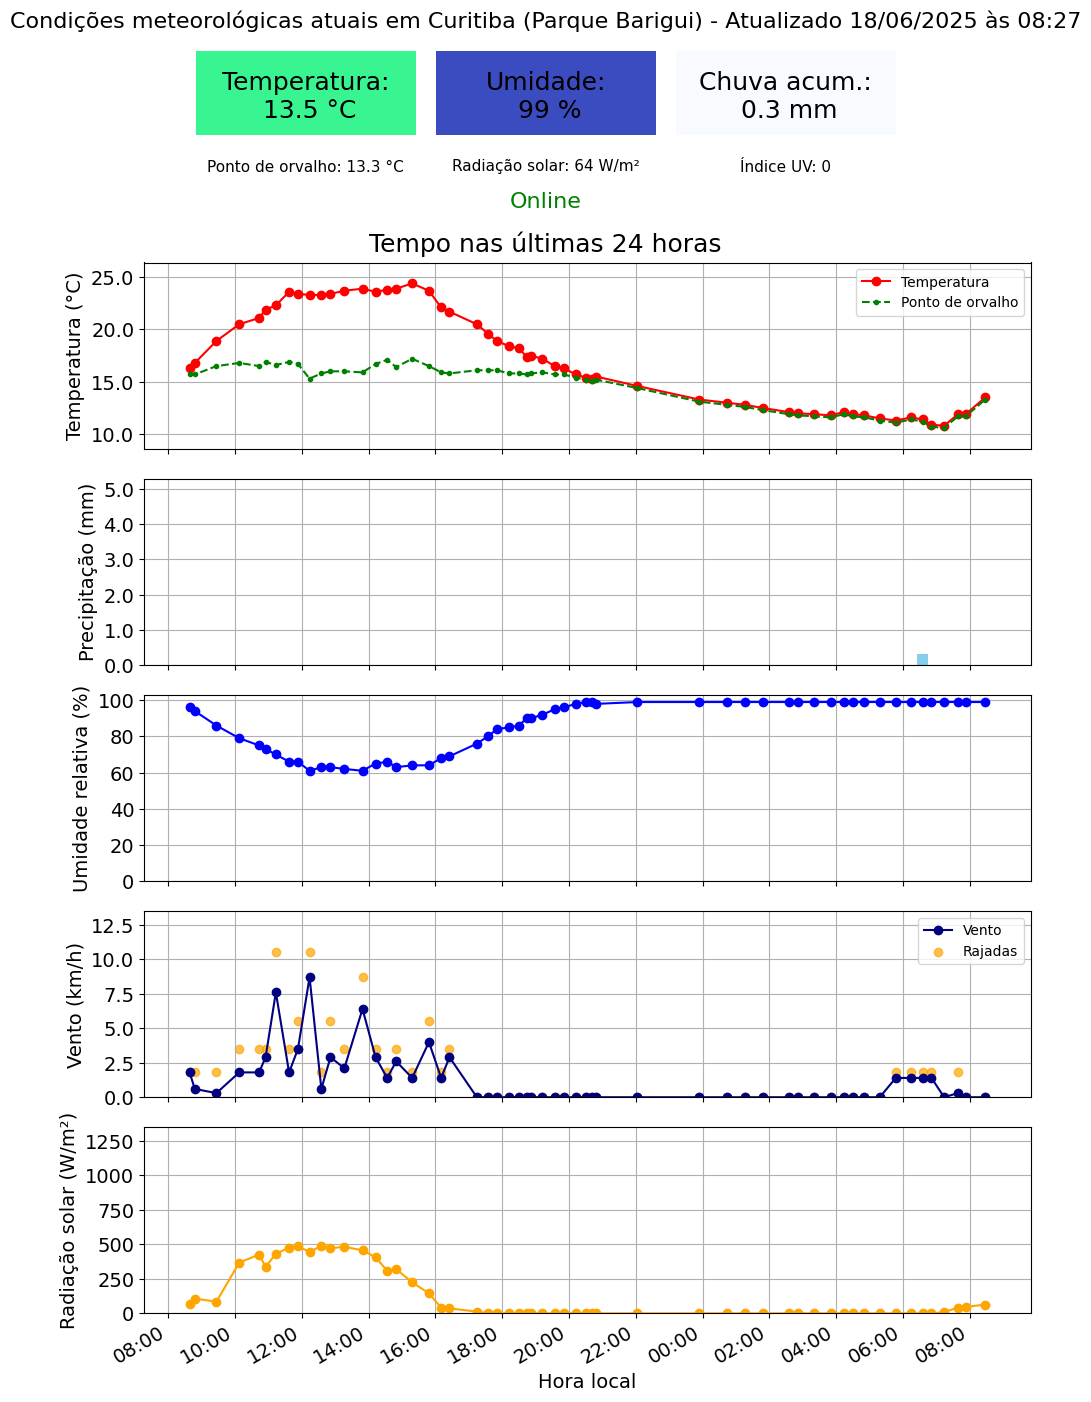 Condições meteorológicas atuais em Curitiba (Parque Barigui) - Atualizado 18/06/2025 às 08:27
Temperatura:
13.5 °C
Umidade:
99 %
Chuva acum.:
0.3 mm
Ponto de orvalho: 13.3 °C
Radiação solar: 64 W/m²
Índice UV: 0
Online
Tempo nas últimas 24 horas
Temperatura (°C)
25.0
20.0
15.0
10.0
Temperatura
Ponto de orvalho
Precipitação (mm)
5.0
4.0
3.0
2.0
1.0
0.0
Umidade relativa (%)
100
80
60
40
20
0
Vento (km/h)
12.5
10.0
7.5
5.0
2.5
0.0
Vento
Rajadas
Radiação solar (W/m²)
1250
1000
750
500
250
0
08:00
10:00
12:00
14:00
16:00
18:00
20:00
22:00
00:00
02:00
04:00
06:00
08:00
Hora local